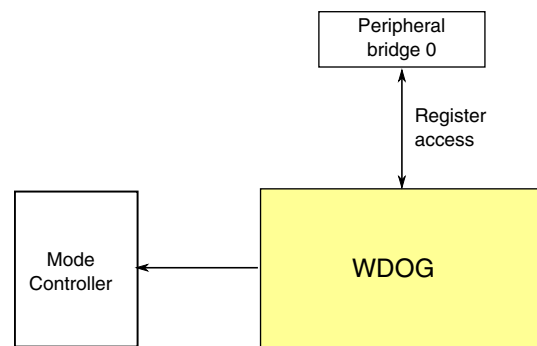 Peripheral
bridge 0
Register
access
Mode
Controller
WDOG